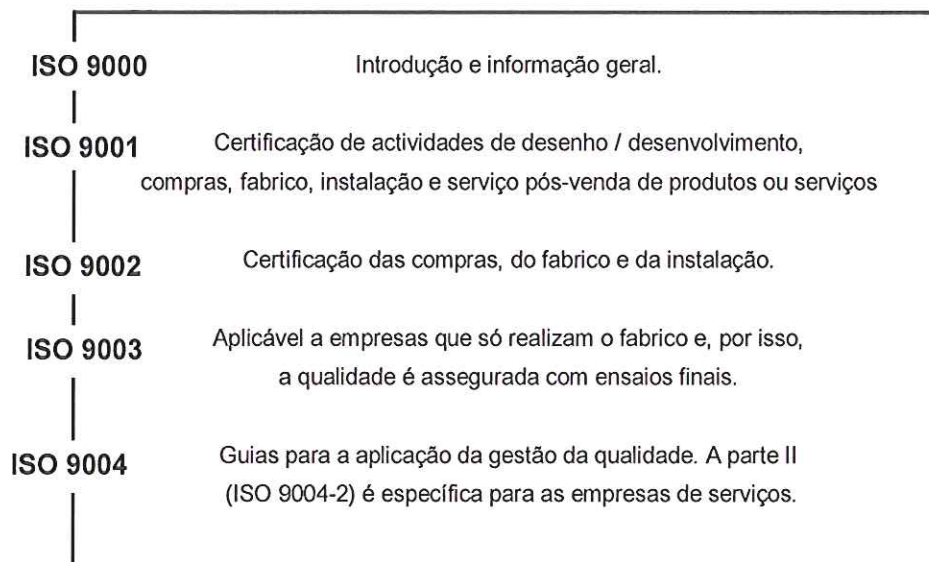 ISO 9000 Introdução e informação geral.
ISO 9001 Certificação de actividades de desenho / desenvolvimento,
compras, fabrico, instalação e serviço pós-venda de produtos ou serviços
ISO 9002 Certificação das compras, do fabrico e da instalação.
ISO 9003 Aplicável a empresas que só realizam o fabrico e, por isso,
a qualidade é assegurada com ensaios finais.
ISO 9004 Guias para a aplicação da gestão da qualidade. A parte II
(ISO 9004-2) é específica para as empresas de serviços.